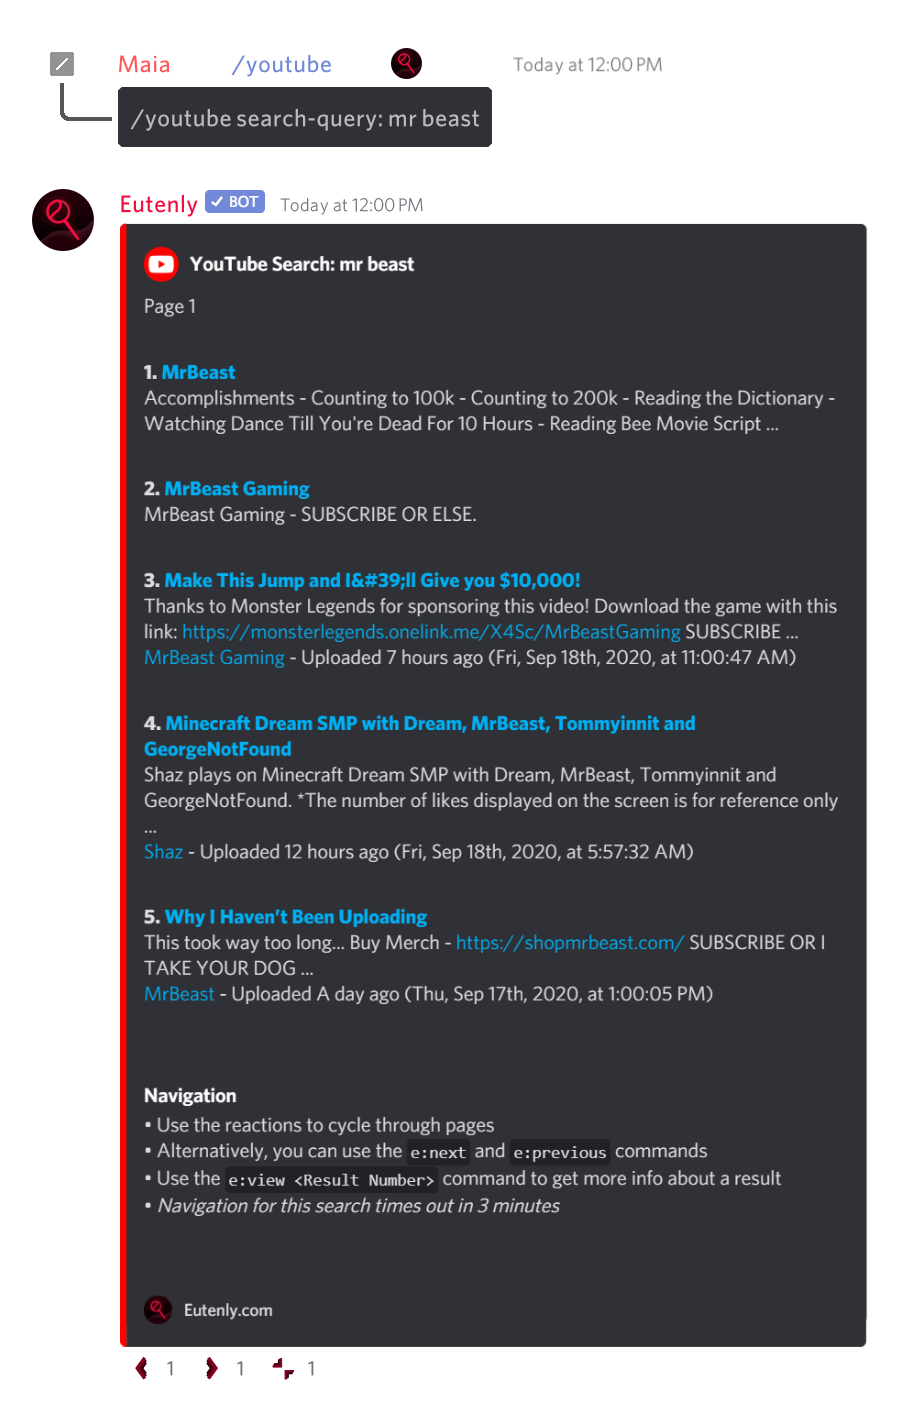 Maia /youtube Today at 12:00 PM
/youtube search-query: mr beast
Eutenly BOT Today at 12:00 PM
YouTube Search: mr beast
Page 1
1. MrBeast
Accomplishments - Counting to 100k - Counting to 200k - Reading the Dictionary -
Watching Dance Till You're Dead For 10 Hours - Reading Bee Movie Script ...
2. MrBeast Gaming
MrBeast Gaming - SUBSCRIBE OR ELSE.
3. Make This Jump and I&#39;ll Give you $10,000!
Thanks to Monster Legends for sponsoring this video! Download the game with this
link: https://monsterlegends.onelink.me/X4Sc/MrBeastGaming SUBSCRIBE ...
MrBeast Gaming - Uploaded 7 hours ago (Fri, Sep 18th, 2020, at 11:00:47 AM)
4. Minecraft Dream SMP with Dream, MrBeast, Tommyinnit and
GeorgeNotFound
Shaz plays on Minecraft Dream SMP with Dream, MrBeast, Tommyinnit and
GeorgeNotFound. *The number of likes displayed on the screen is for reference only
...
Shaz - Uploaded 12 hours ago (Fri, Sep 18th, 2020, at 5:57:32 AM)
5. Why I Haven’t Been Uploading
This took way too long... Buy Merch - https://shopmrbeast.com/ SUBSCRIBE OR I
TAKE YOUR DOG ...
MrBeast - Uploaded A day ago (Thu, Sep 17th, 2020, at 1:00:05 PM)
Navigation
• Use the reactions to cycle through pages
• Alternatively, you can use the e:next and e:previous commands
• Use the e:view <Result Number> command to get more info about a result
• Navigation for this search times out in 3 minutes
Eutenly.com
1 1 1